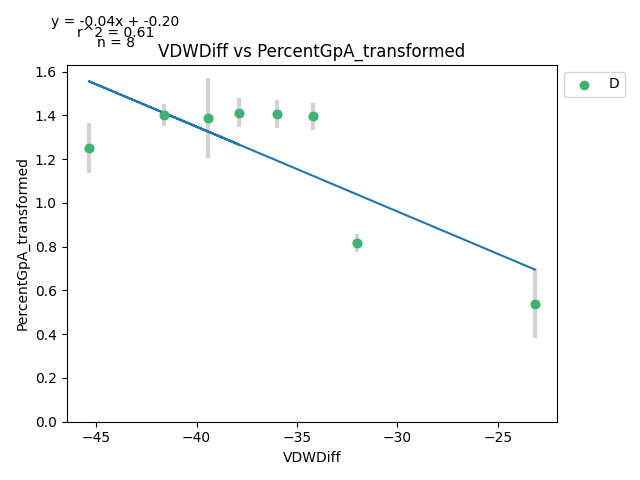 y = -0.04x + -0.20
r^2 = 0.61
n = 8
VDWDiff vs PercentGpA_transformed
D
PercentGpA_transformed
1.6
1.4
1.2
1.0
0.8
0.6
0.4
0.2
0.0
−45
−40
−35
−30
−25
VDWDiff